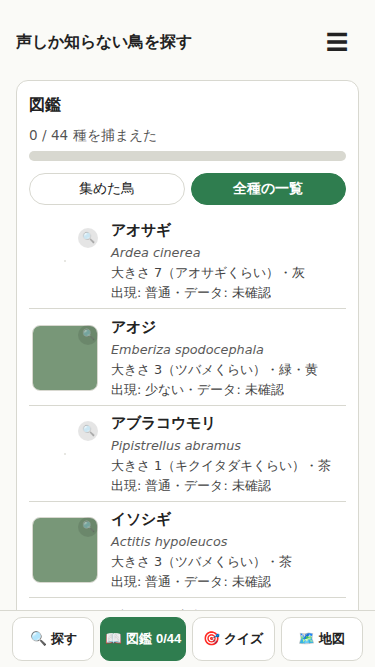 声しか知らない鳥を探す
図鑑
0 / 44 種を捕まえた
集めた鳥
全種の一覧
アオサギ
Ardea cinerea
大きさ 7（アオサギくらい）・灰
出現: 普通・データ: 未確認
アオジ
Emberiza spodocephala
大きさ 3（ツバメくらい）・緑・黄
出現: 少ない・データ: 未確認
アブラコウモリ
Pipistrellus abramus
大きさ 1（キクイタダキくらい）・茶
出現: 普通・データ: 未確認
イソシギ
Actitis hypoleucos
大きさ 3（ツバメくらい）・茶
出現: 普通・データ: 未確認
探す
図鑑 0/44
クイズ
地図